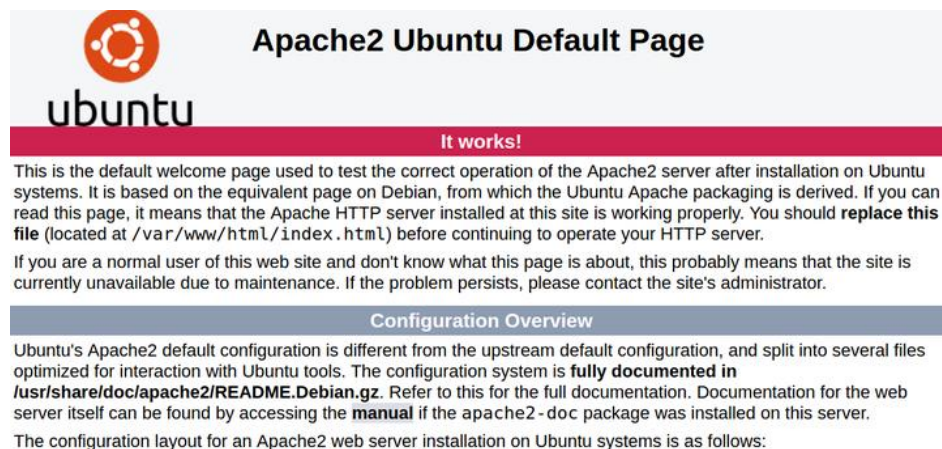 Apache2 Ubuntu Default Page
ubuntu
It works!
This is the default welcome page used to test the correct operation of the Apache2 server after installation on Ubuntu
systems. It is based on the equivalent page on Debian, from which the Ubuntu Apache packaging is derived. If you can
read this page, it means that the Apache HTTP server installed at this site is working properly. You should replace this
file (located at /var/www/html/index.html) before continuing to operate your HTTP server.
If you are a normal user of this web site and don't know what this page is about, this probably means that the site is
currently unavailable due to maintenance. If the problem persists, please contact the site's administrator.
Configuration Overview
Ubuntu's Apache2 default configuration is different from the upstream default configuration, and split into several files
optimized for interaction with Ubuntu tools. The configuration system is fully documented in
/usr/share/doc/apache2/README.Debian.gz. Refer to this for the full documentation. Documentation for the web
server itself can be found by accessing the manual if the apache2-doc package was installed on this server.
The configuration layout for an Apache2 web server installation on Ubuntu systems is as follows: